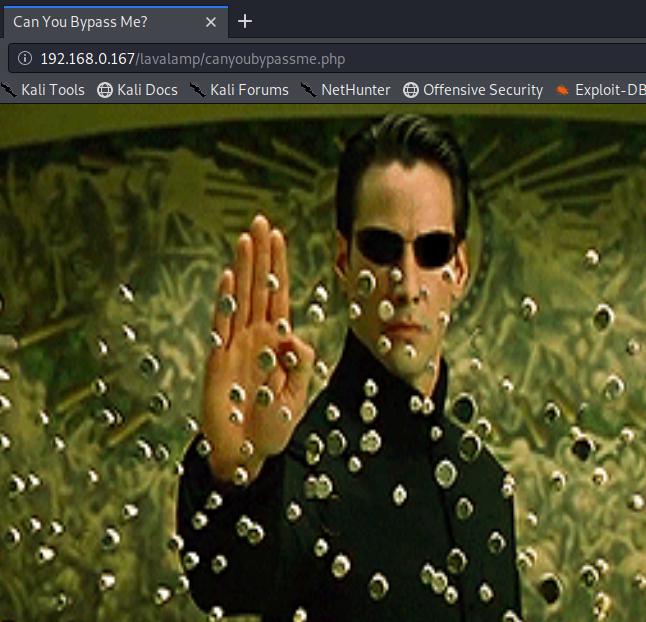 Can You Bypass Me?
192.168.0.167/lavalamp/canyoubypassme.php
Kali Tools Kali Docs Kali Forums NetHunter Offensive Security Exploit-DB